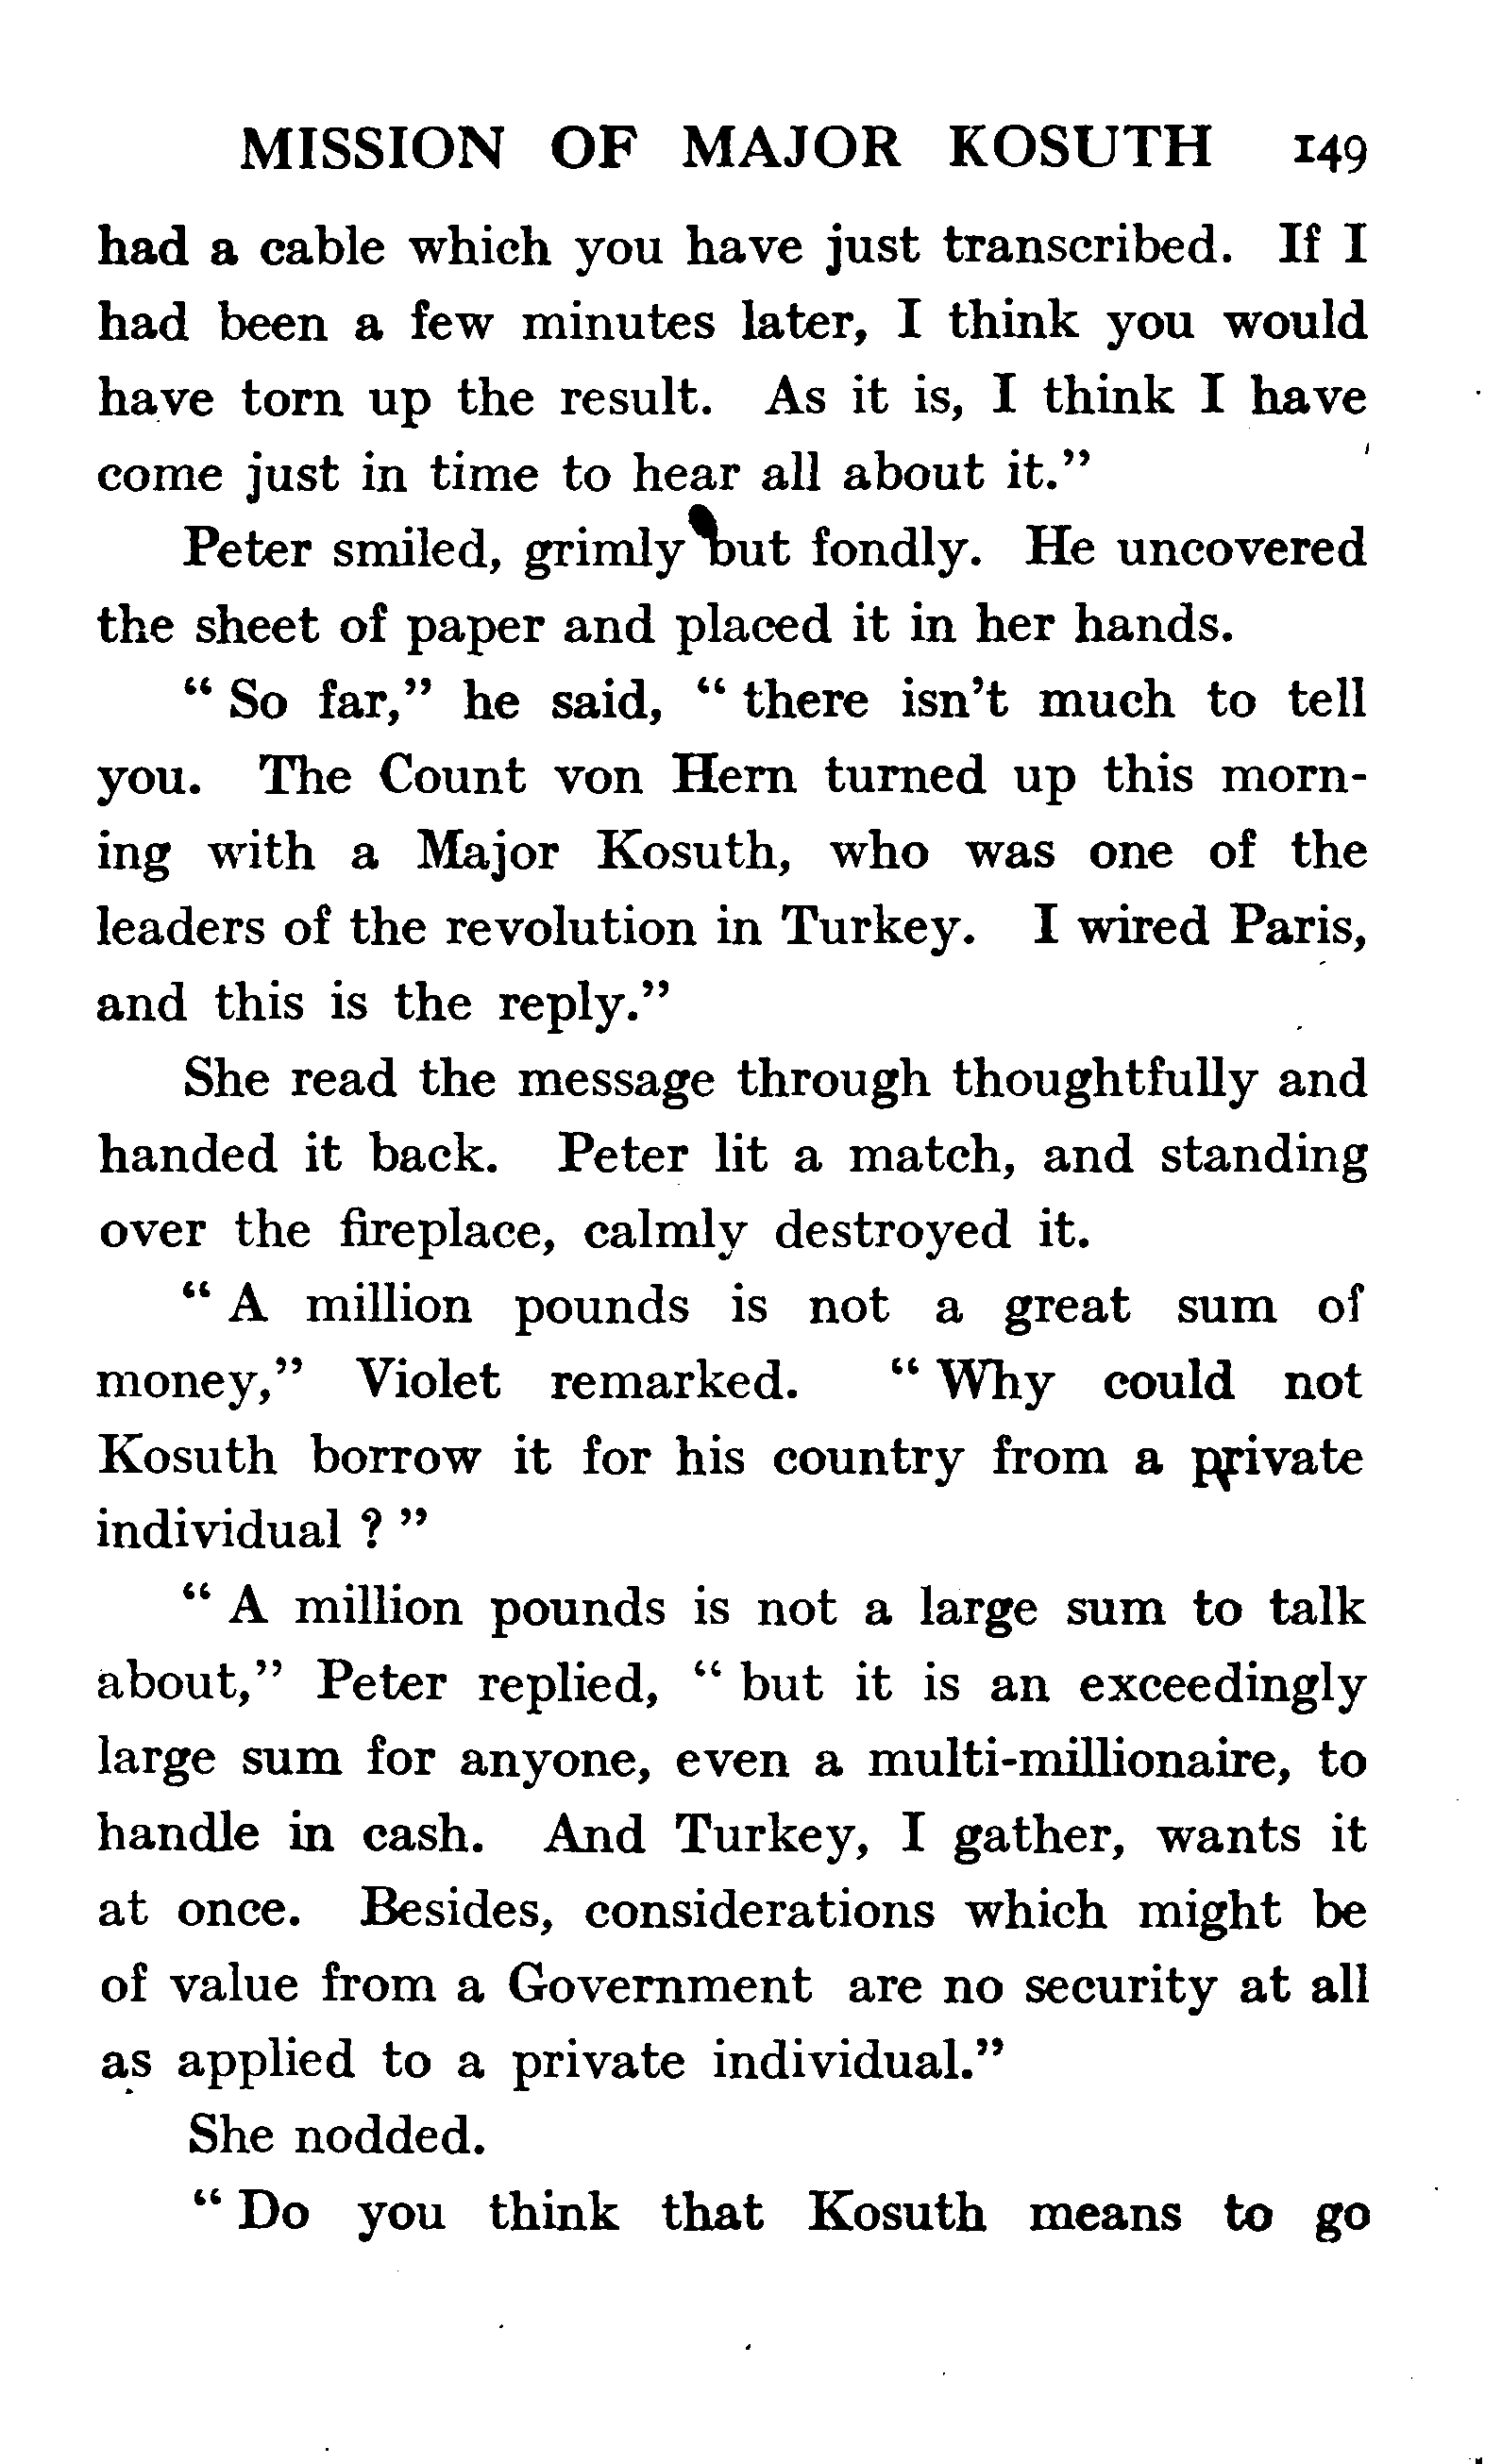 MISSION OF MAJOR KOSUTH 149
had a cable which you have just transcribed. If I
had been a few minutes later, I think you would
have torn up the result. As it is, I think I have
come just in time to hear all about it.”
Peter smiled, grimly but fondly. He uncovered
the sheet of paper and placed it in her hands.
“ So far,” he said, “ there isn’t much to tell
you. The Count von Hern turned up this morn-
ing with a Major Kosuth, who was one of the
leaders of the revolution in Turkey. I wired Paris,
and this is the reply.”
She read the message through thoughtfully and
handed it back. Peter lit a match, and standing
over the fireplace, calmly destroyed it.
“ A million pounds is not a great sum of
money,” Violet remarked. “ Why could not
Kosuth borrow it for his country from a private
individual ? ”
“ A million pounds is not a large sum to talk
about,” Peter replied, “ but it is an exceedingly
large sum for anyone, even a multi-millionaire, to
handle in cash. And Turkey, I gather, wants it
at once. Besides, considerations which might be
of value from a Government are no security at all
as applied to a private individual.”
She nodded.
“ Do you think that Kosuth means to go